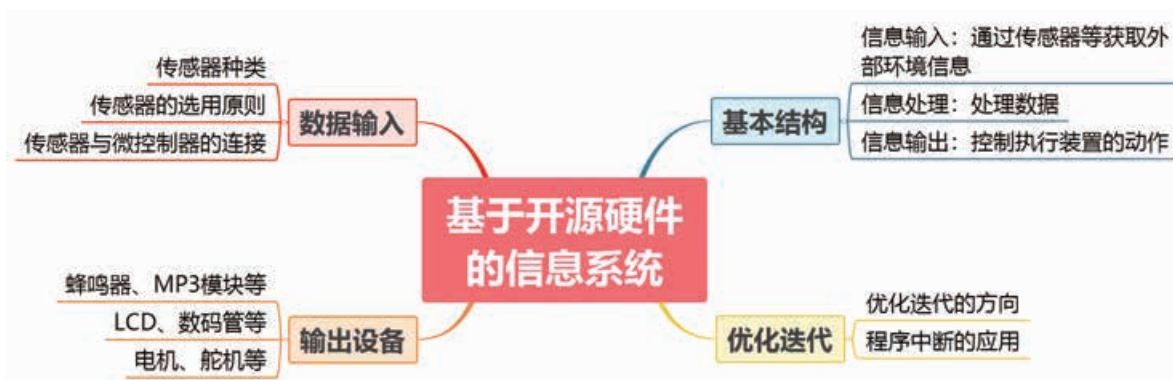 传感器种类
传感器的选用原则
传感器与微控制器的连接
数据输入
信息输入：通过传感器等获取外
部环境信息
信息处理：处理数据
信息输出：控制执行装置的动作
基本结构
基于开源硬件
的信息系统
蜂鸣器、MP3模块等
LCD、数码管等
电机、舵机等
输出设备
优化迭代
优化迭代的方向
程序中断的应用